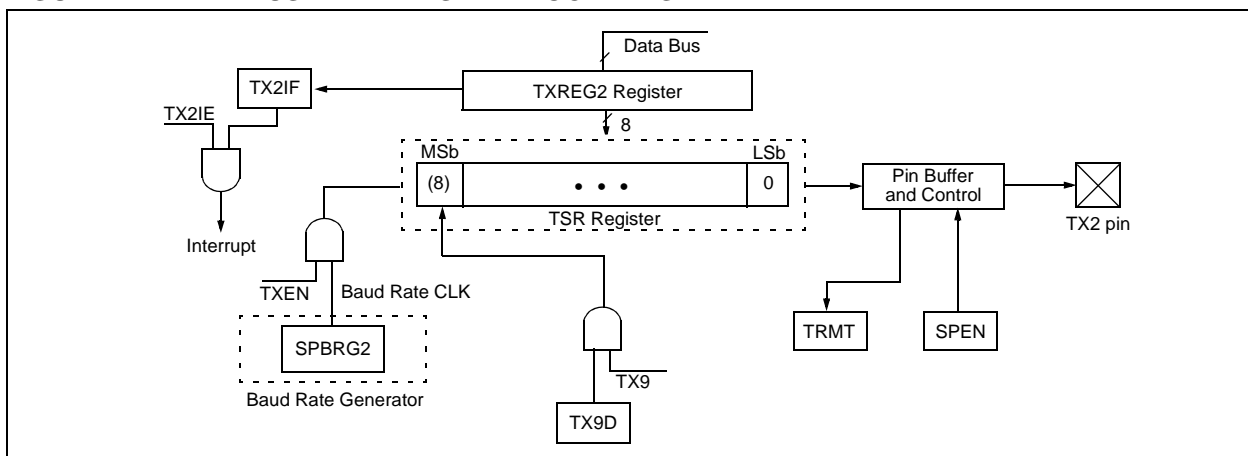 Data Bus
TX2IF
TXREG2 Register
TX2IE
8
MSb
LSb
(8)
• • •
0
Pin Buffer
and Control
TSR Register
TX2 pin
Interrupt
TXEN
Baud Rate CLK
TRMT
SPEN
SPBRG2
TX9
Baud Rate Generator
TX9D